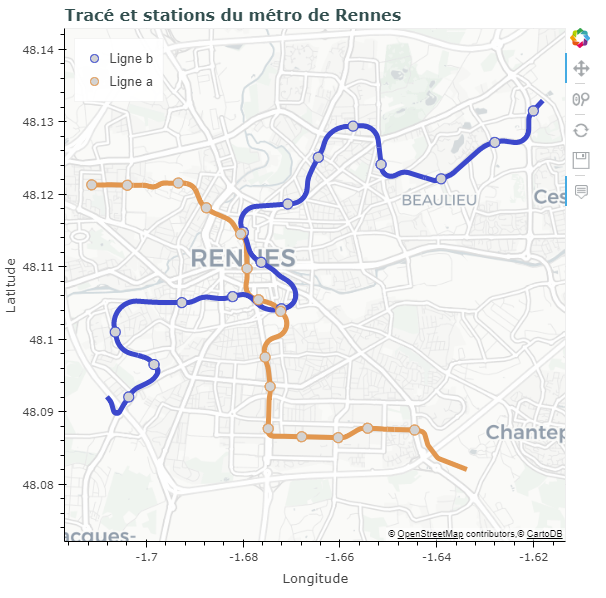 Tracé et stations du métro de Rennes
Ligne b
Ligne a
48.14
48.13
48.12
48.11
48.1
48.09
48.08
Latitude
BEAULIEU
Ces
RENNES
Chantep
acques-
© OpenStreetMap contributors,© CartoDB
-1.7
-1.68
-1.66
-1.64
-1.62
Longitude